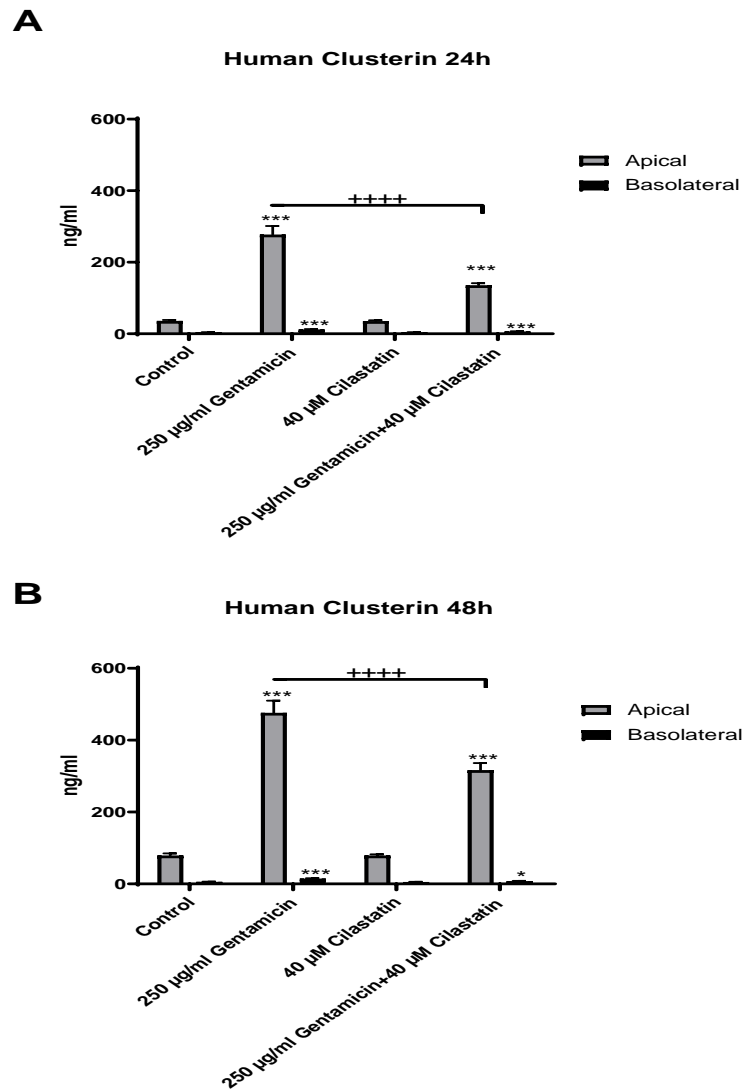 A
Human Clusterin 24h
600
400
200
0
ng/ml
Apical
Basolateral
++++
***
***
***
***
Control
250 µg/ml Gentamicin
40 µM Cilastatin
250 µg/ml Gentamicin+40 µM Cilastatin
B
Human Clusterin 48h
600
400
200
0
ng/ml
Apical
Basolateral
++++
***
***
***
*
Control
250 µg/ml Gentamicin
40 µM Cilastatin
250 µg/ml Gentamicin+40 µM Cilastatin